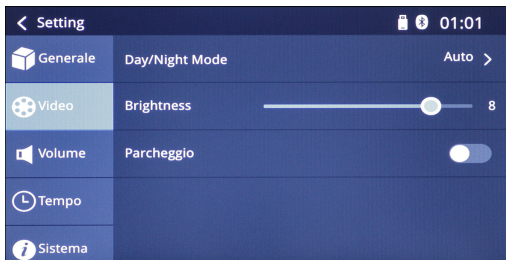 Setting 01:01
Generale
Day/Night Mode Auto
Video
Brightness 8
Volume
Parcheggio
Tempo
Sistema